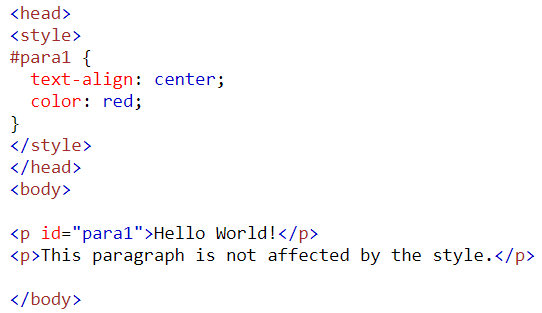 <head>
<style>
#para1 {
  text-align: center;
  color: red;
}
</style>
</head>
<body>

<p id="para1">Hello World!</p>
<p>This paragraph is not affected by the style.</p>

</body>